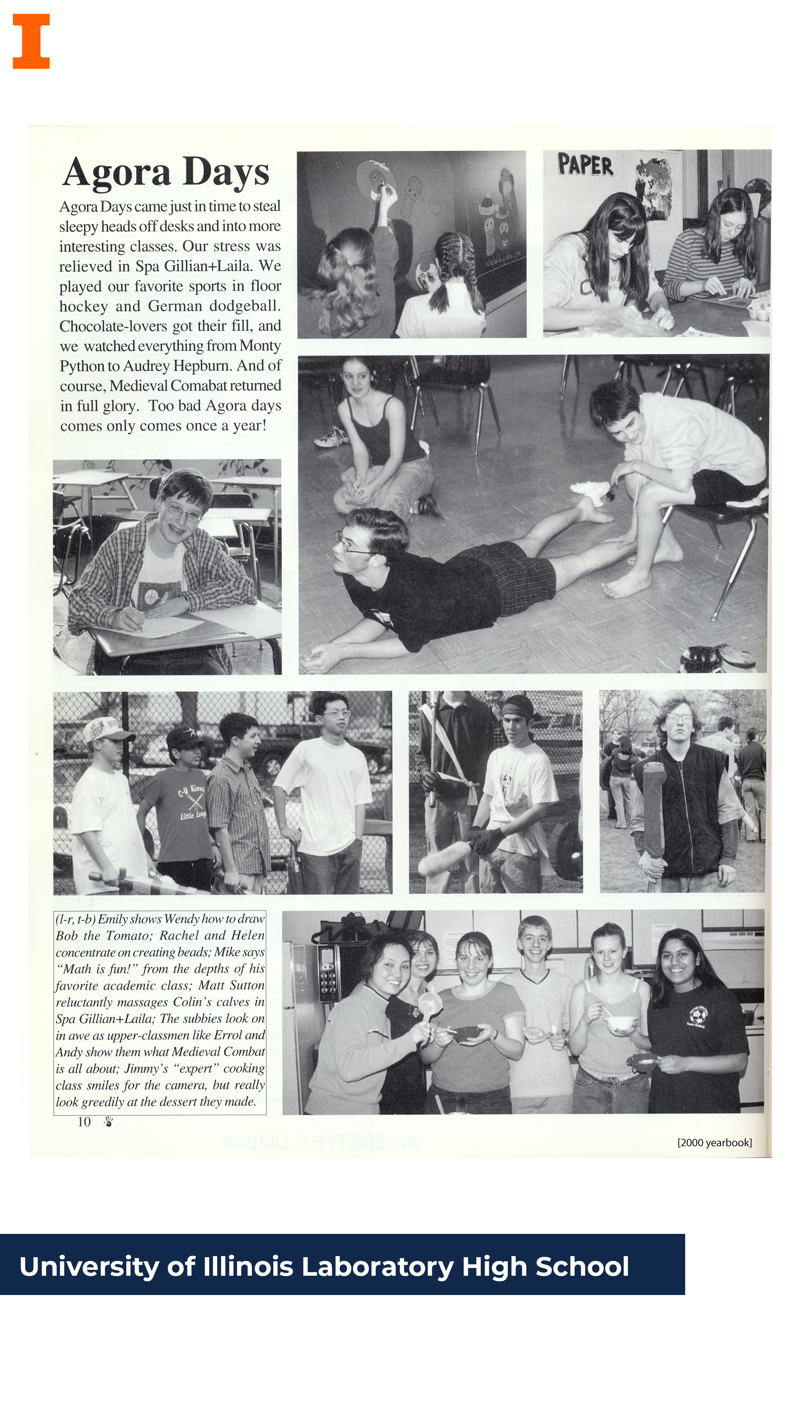 Agora Days
Agora Days came just in time to steal
sleepy heads off desks and into more
interesting classes. Our stress was
relieved in Spa Gillian+Laila. We
played our favorite sports in floor
hockey and German dodgeball.
Chocolate-lovers got their fill, and
we watched everything from Monty
Python to Audrey Hepburn. And of
course, Medieval Comabat returned
in full glory. Too bad Agora days
comes only comes once a year!
PAPER
C-U Kiwanis
Little League
(l-r, t-b) Emily shows Wendy how to draw
Bob the Tomato; Rachel and Helen
concentrate on creating beads; Mike says
“Math is fun!” from the depths of his
favorite academic class; Matt Sutton
reluctantly massages Colin’s calves in
Spa Gillian+Laila; The subbies look on
in awe as upper-classmen like Errol and
Andy show them what Medieval Combat
is all about; Jimmy’s “expert” cooking
class smiles for the camera, but really
look greedily at the dessert they made.
10
[2000 yearbook]
University of Illinois Laboratory High School